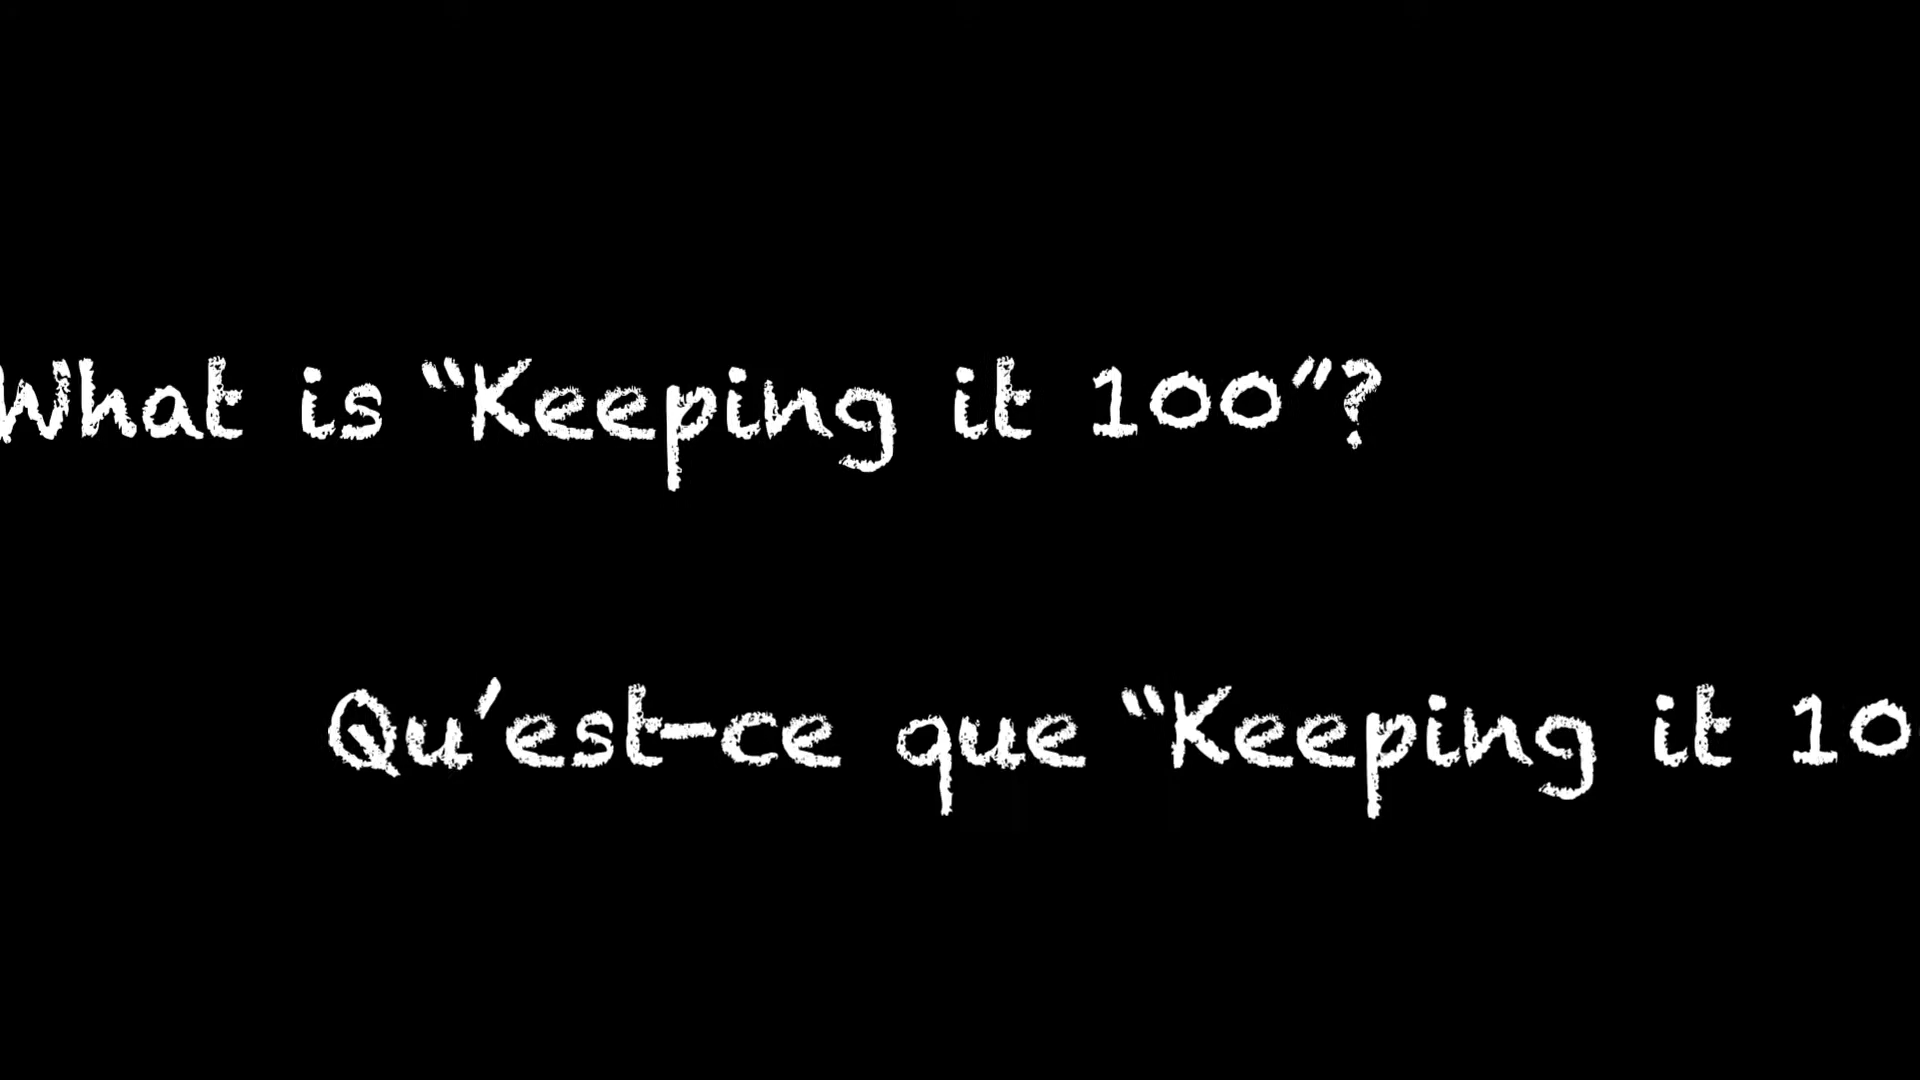 What is “Keeping it 100”?
Qu’est-ce que “Keeping it 10